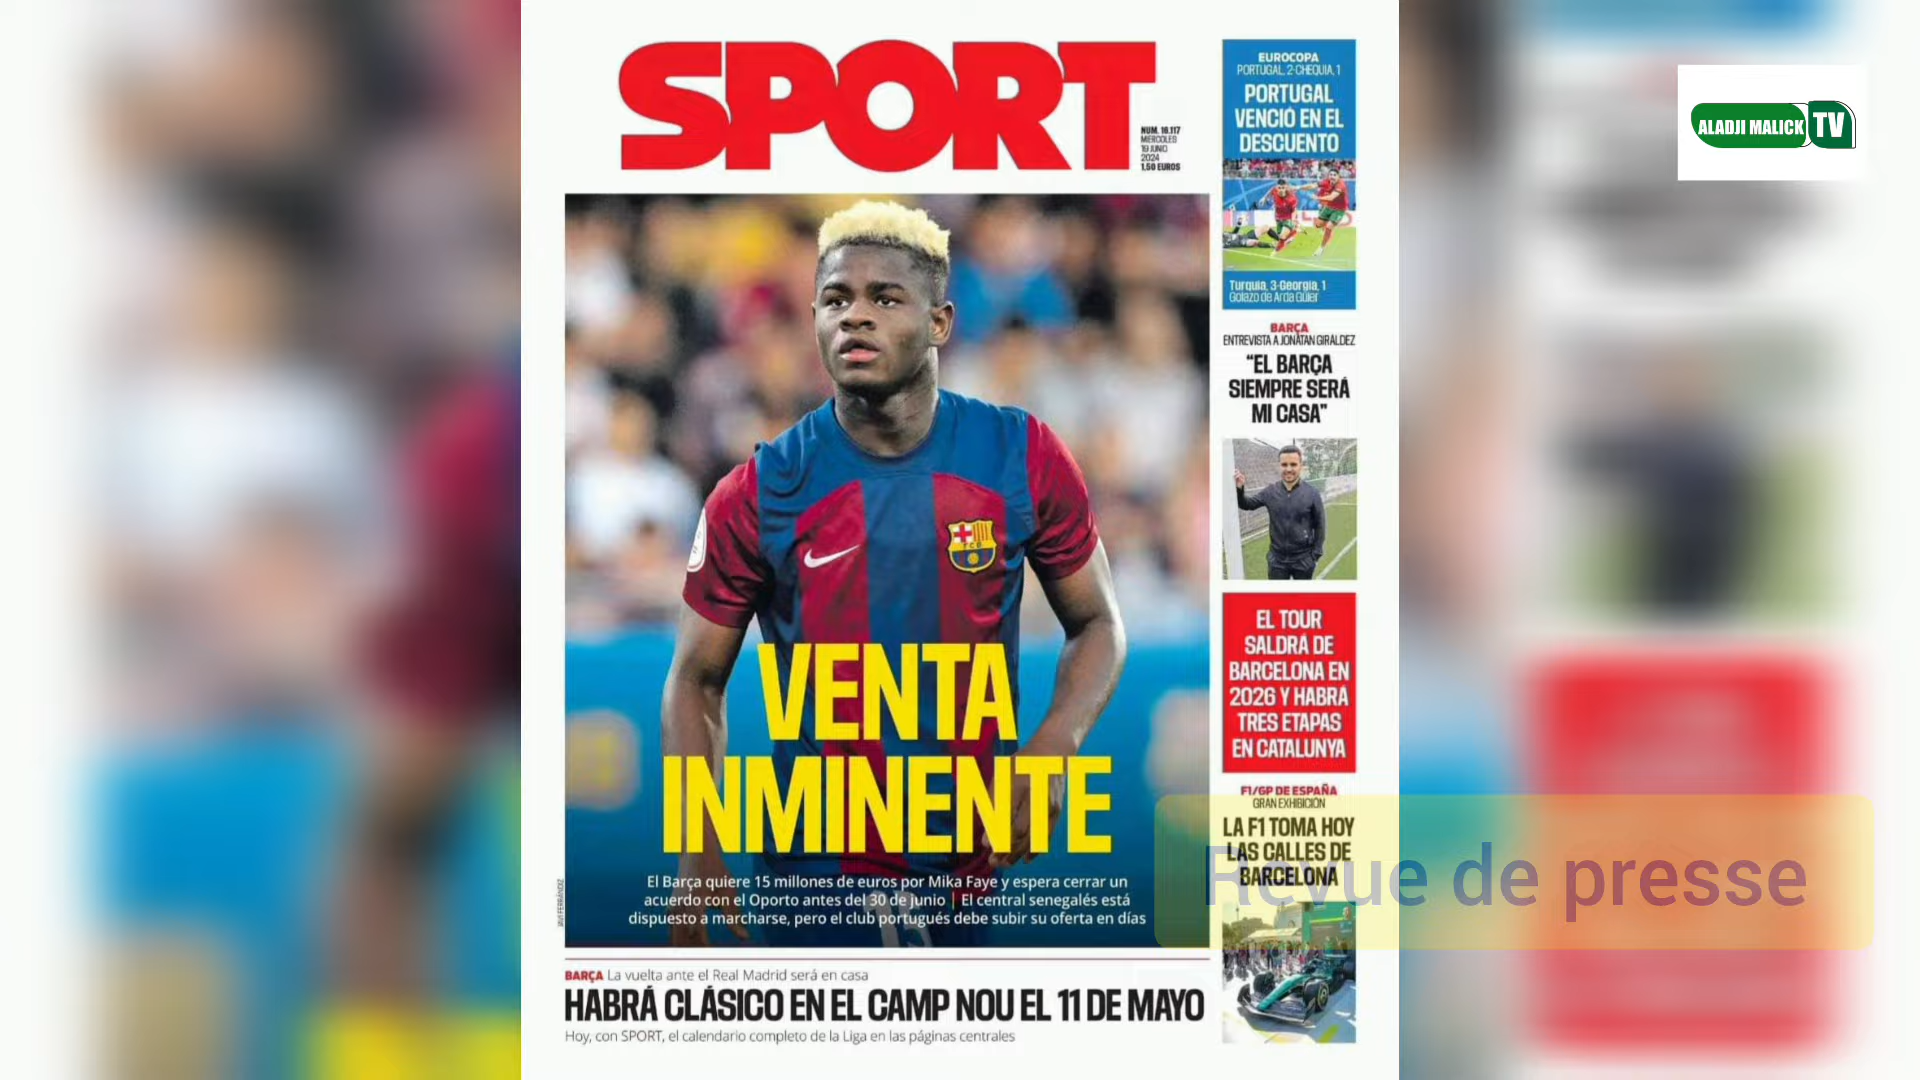 SPORT
NUM. 16.117
MIÉRCOLES
19 JUNIO
2024
1,50 EUROS
EUROCOPA
PORTUGAL, 2-CHEQUIA, 1
PORTUGAL
VENCIÓ EN EL
DESCUENTO
Turquía, 3-Georgia, 1
Golazo de Arda Güler
BARÇA
ENTREVISTA A JONATAN GIRÁLDEZ
“EL BARÇA
SIEMPRE SERÁ
MI CASA”
EL TOUR
SALDRÁ DE
BARCELONA EN
2026 Y HABRÁ
TRES ETAPAS
EN CATALUNYA
F1/GP DE ESPAÑA
GRAN EXHIBICIÓN
LA F1 TOMA HOY
LAS CALLES DE
BARCELONA
VENTA
INMINENTE
El Barça quiere 15 millones de euros por Mika Faye y espera cerrar un
acuerdo con el Oporto antes del 30 de junio | El central senegalés está
dispuesto a marcharse, pero el club portugués debe subir su oferta en días
JAVI FERRÁNDIZ
BARÇA La vuelta ante el Real Madrid será en casa
HABRÁ CLÁSICO EN EL CAMP NOU EL 11 DE MAYO
Hoy, con SPORT, el calendario completo de la Liga en las páginas centrales
ALADJI MALICK TV
Revue de presse